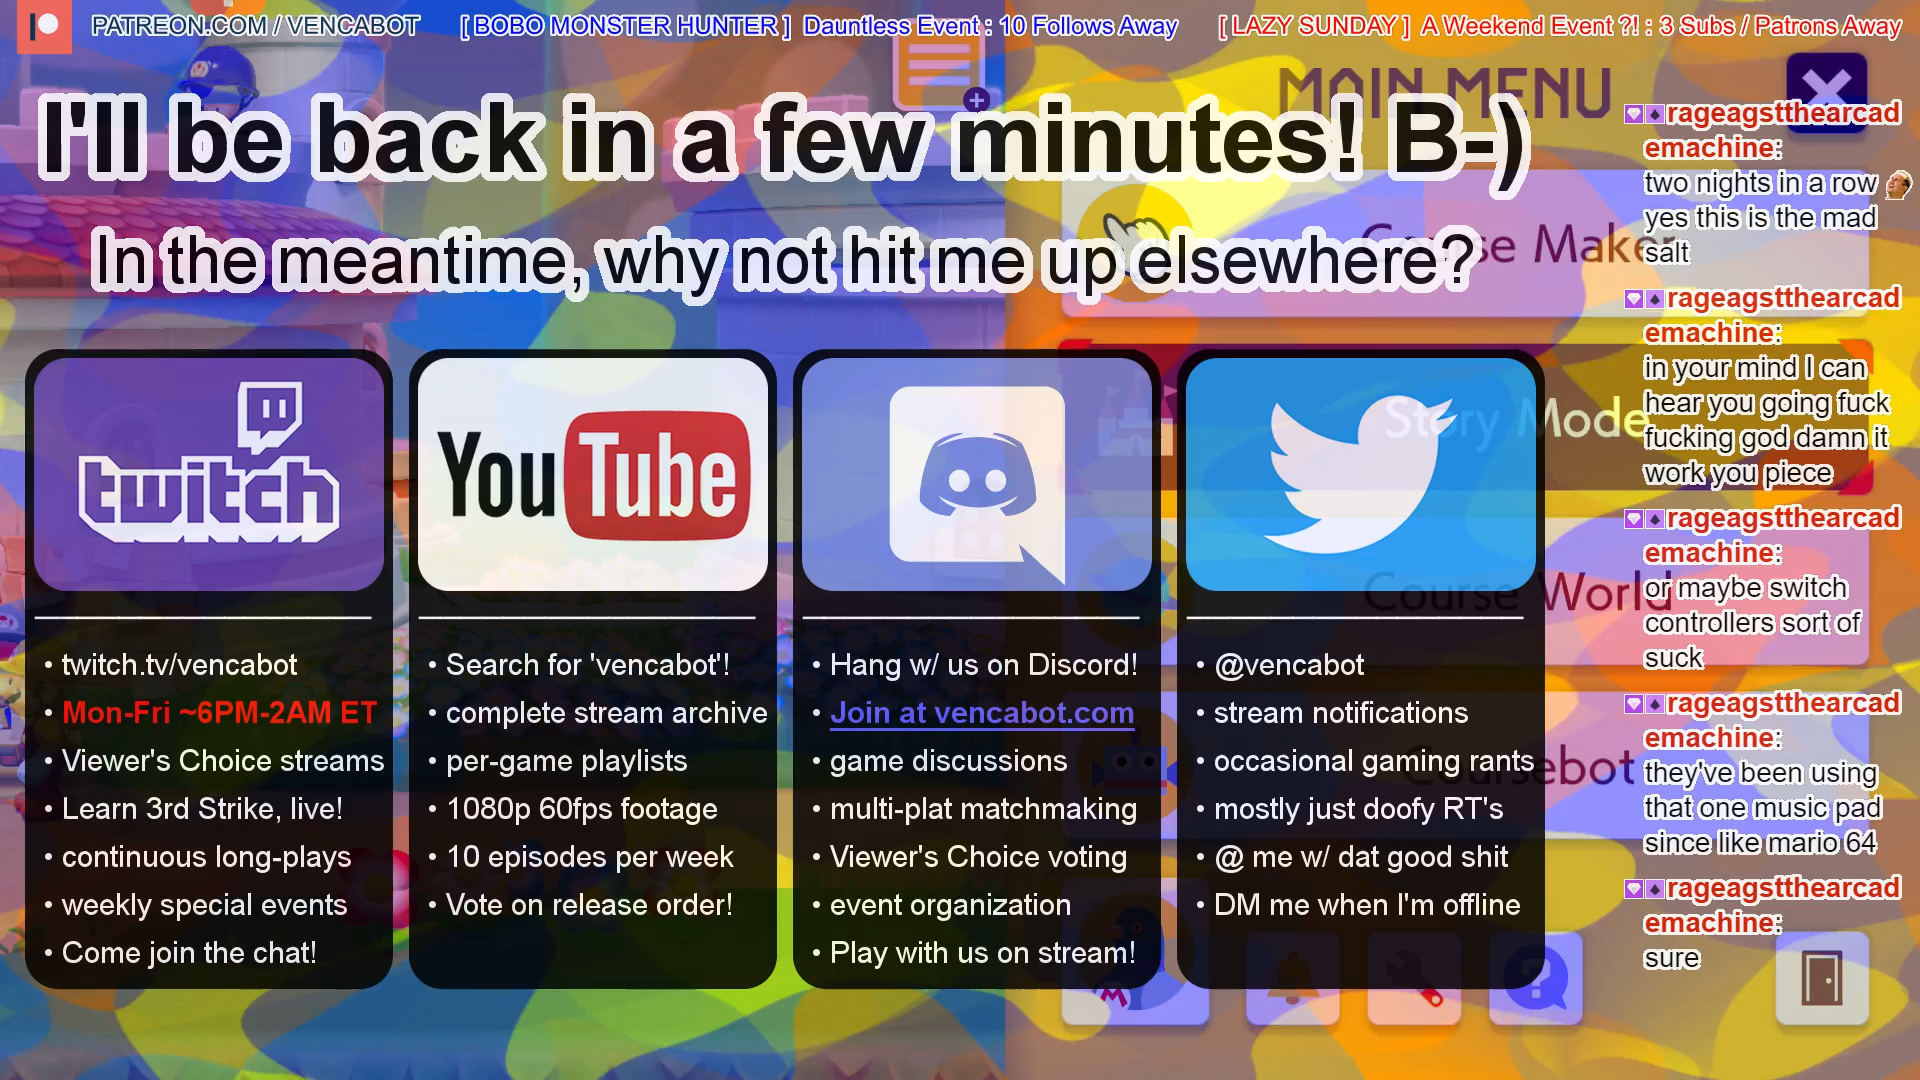 PATREON.COM / VENCABOT [ BOBO MONSTER HUNTER ] Dauntless Event : 10 Follows Away [ LAZY SUNDAY ] A Weekend Event ?! : 3 Subs / Patrons Away
MAIN MENU
I'll be back in a few minutes! B-)
In the meantime, why not hit me up elsewhere?
Course Maker
Story Mode
Course World
Coursebot
twitch
• twitch.tv/vencabot
• Mon-Fri ~6PM-2AM ET
• Viewer's Choice streams
• Learn 3rd Strike, live!
• continuous long-plays
• weekly special events
• Come join the chat!
YouTube
• Search for 'vencabot'!
• complete stream archive
• per-game playlists
• 1080p 60fps footage
• 10 episodes per week
• Vote on release order!
• Hang w/ us on Discord!
• Join at vencabot.com
• game discussions
• multi-plat matchmaking
• Viewer's Choice voting
• event organization
• Play with us on stream!
• @vencabot
• stream notifications
• occasional gaming rants
• mostly just doofy RT's
• @ me w/ dat good shit
• DM me when I'm offline
rageagstthearcad
emachine:
two nights in a row
yes this is the mad
salt
rageagstthearcad
emachine:
in your mind I can
hear you going fuck
fucking god damn it
work you piece
rageagstthearcad
emachine:
or maybe switch
controllers sort of
suck
rageagstthearcad
emachine:
they've been using
that one music pad
since like mario 64
rageagstthearcad
emachine:
sure